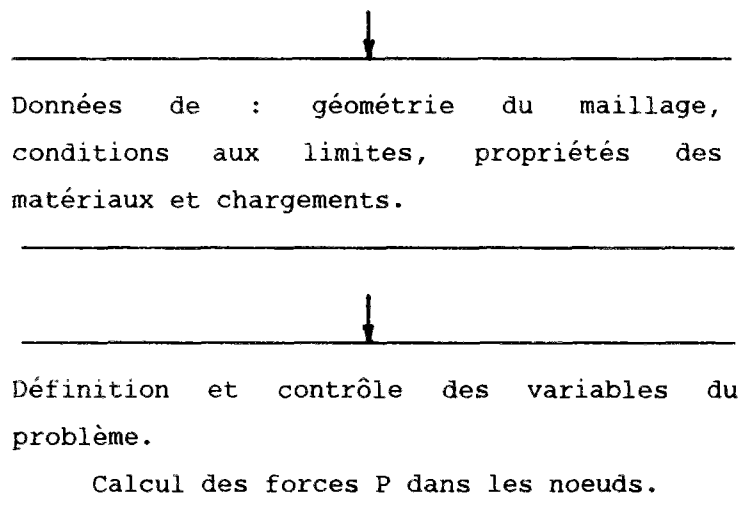 Données de : géométrie du maillage,
conditions aux limites, propriétés des
matériaux et chargements.
Définition et contrôle des variables du
problème.
Calcul des forces P dans les noeuds.